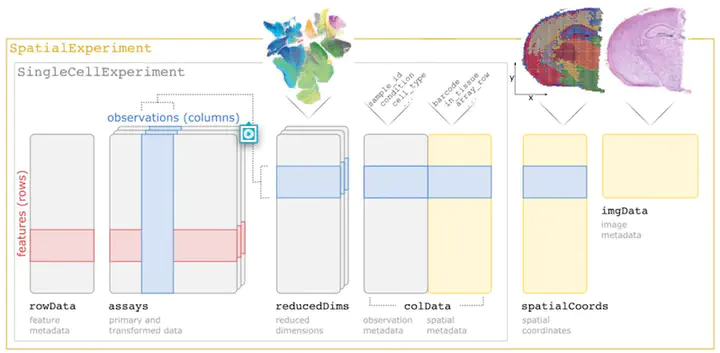 SpatialExperiment
SingleCellExperiment
sample_id
condition
cell_type
barcode
in_tissue
array_row
y
x
observations (columns)
features (rows)
imgData
image
metadata
rowData
feature
metadata
assays
primary and
transformed data
reducedDims
reduced
dimensions
colData
observation
metadata
spatial
metadata
spatialCoords
spatial
coordinates